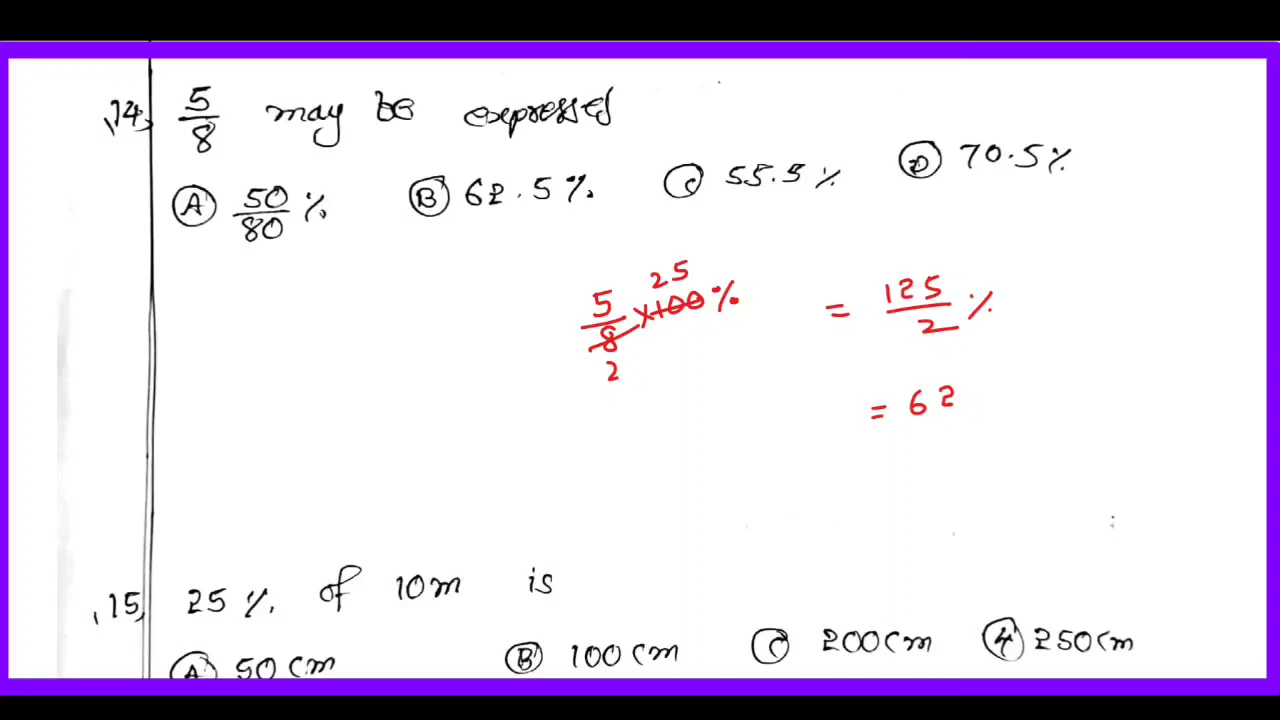 14, 5/8 may be expressed
(A) 50/80 % (B) 62.5 %. (C) 55.5 % (D) 70.5 %
5/8 × 100 % = 125/2 %
25
2
= 62
15, 25 %. of 10m is
(A) 50 cm (B) 100 cm (C) 200 cm (4) 250 cm